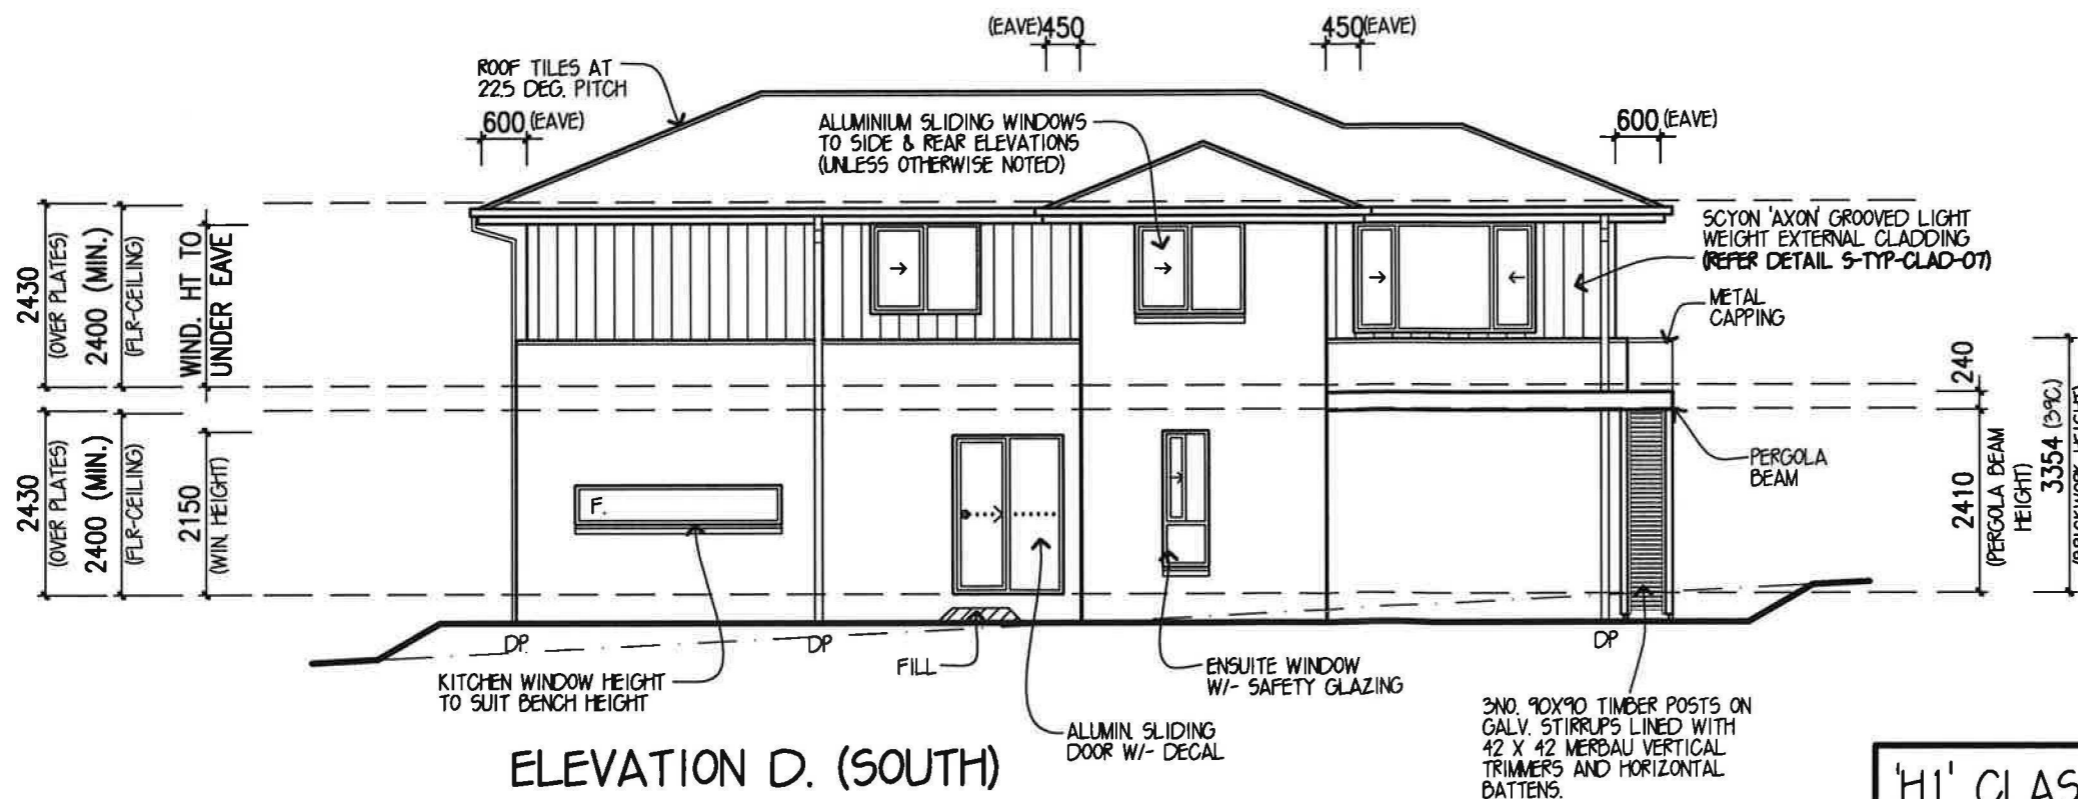 (EAVE)450
450(EAVE)
ROOF TILES AT
22.5 DEG. PITCH
600 (EAVE)
ALUMINIUM SLIDING WINDOWS
TO SIDE & REAR ELEVATIONS
(UNLESS OTHERWISE NOTED)
600 (EAVE)
SCYON 'AXON' GROOVED LIGHT
WEIGHT EXTERNAL CLADDING
(REFER DETAIL S-TYP-CLAD-07)
METAL
CAPPING
2430
(OVER PLATES)
2400 (MIN.)
(FLR-CEILING)
WIND. HT TO
UNDER EAVE
240
2430
(OVER PLATES)
2400 (MIN.)
(FLR-CEILING)
2150
(WIN. HEIGHT)
F.
PERGOLA
BEAM
2410
(PERGOLA BEAM
HEIGHT)
3354 (39C)
DP
DP
DP
FILL
KITCHEN WINDOW HEIGHT
TO SUIT BENCH HEIGHT
ENSUITE WINDOW
W/- SAFETY GLAZING
ALUMIN. SLIDING
DOOR W/- DECAL
3NO. 90X90 TIMBER POSTS ON
GALV. STIRRUPS LINED WITH
42 X 42 MERBAU VERTICAL
TRIMMERS AND HORIZONTAL
BATTENS.
ELEVATION D. (SOUTH)
'H1' CLAS